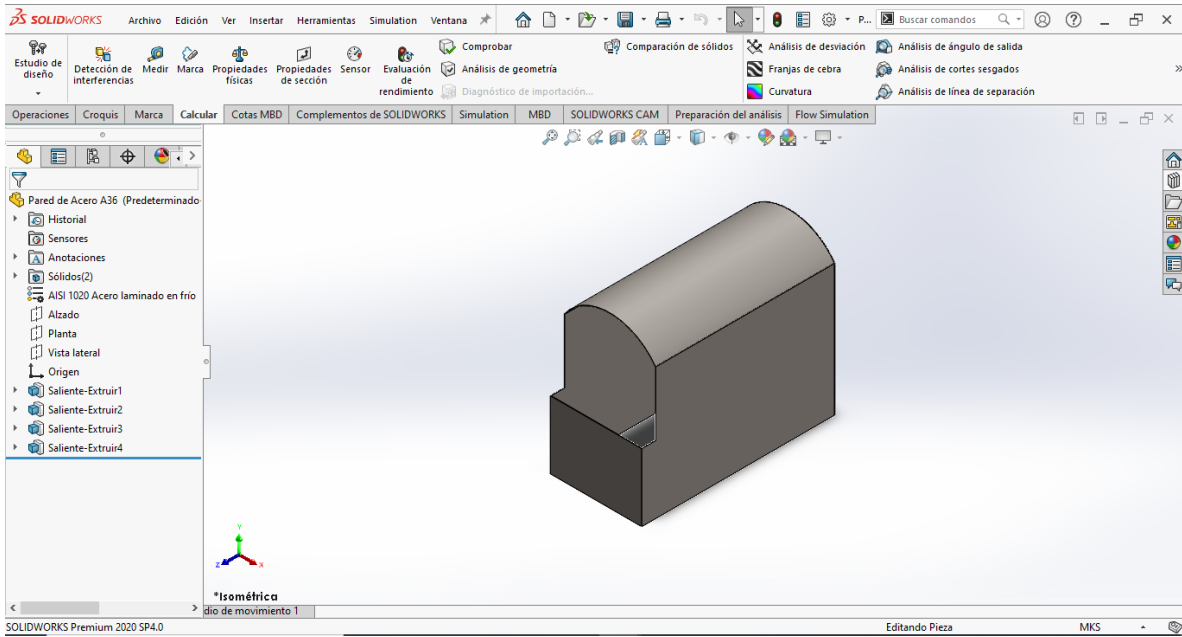 SOLIDWORKS Archivo Edición Ver Insertar Herramientas Simulation Ventana P... Buscar comandos
Estudio de diseño
Detección de interferencias
Medir
Marca
Propiedades físicas
Propiedades de sección
Sensor
Evaluación de rendimiento
Comprobar
Análisis de geometría
Diagnóstico de importación...
Comparación de sólidos
Análisis de desviación
Franjas de cebra
Curvatura
Análisis de ángulo de salida
Análisis de cortes sesgados
Análisis de línea de separación
Operaciones Croquis Marca Calcular Cotas MBD Complementos de SOLIDWORKS Simulation MBD SOLIDWORKS CAM Preparación del análisis Flow Simulation
Pared de Acero A36 (Predeterminado
Historial
Sensores
Anotaciones
Sólidos(2)
AISI 1020 Acero laminado en frío
Alzado
Planta
Vista lateral
Origen
Saliente-Extruir1
Saliente-Extruir2
Saliente-Extruir3
Saliente-Extruir4
Y
Z
X
*Isométrica
dio de movimiento 1
SOLIDWORKS Premium 2020 SP4.0 Editando Pieza MKS